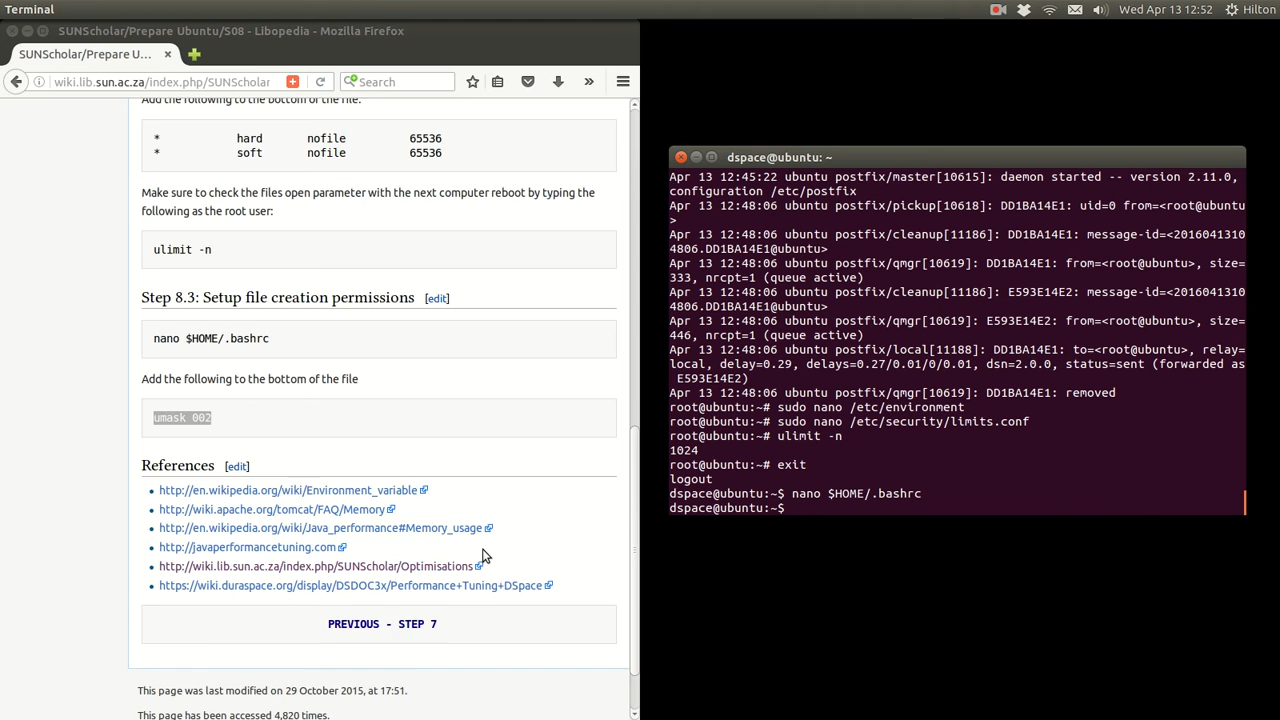 Terminal
Wed Apr 13 12:52 Hilton
SUNScholar/Prepare Ubuntu/S08 - Libopedia - Mozilla Firefox
SUNScholar/Prepare U...
wiki.lib.sun.ac.za/index.php/SUNScholar
Search
Add the following to the bottom of the file.
* hard nofile 65536
* soft nofile 65536
Make sure to check the files open parameter with the next computer reboot by typing the
following as the root user:
ulimit -n
Step 8.3: Setup file creation permissions [edit]
nano $HOME/.bashrc
Add the following to the bottom of the file
umask 002
References [edit]
http://en.wikipedia.org/wiki/Environment_variable
http://wiki.apache.org/tomcat/FAQ/Memory
http://en.wikipedia.org/wiki/Java_performance#Memory_usage
http://javaperformancetuning.com
http://wiki.lib.sun.ac.za/index.php/SUNScholar/Optimisations
https://wiki.duraspace.org/display/DSDOC3x/Performance+Tuning+DSpace
PREVIOUS - STEP 7
This page was last modified on 29 October 2015, at 17:51.
This page has been accessed 4,820 times.
dspace@ubuntu: ~
Apr 13 12:45:22 ubuntu postfix/master[10615]: daemon started -- version 2.11.0,
configuration /etc/postfix
Apr 13 12:48:06 ubuntu postfix/pickup[10618]: DD1BA14E1: uid=0 from=<root@ubuntu
>
Apr 13 12:48:06 ubuntu postfix/cleanup[11186]: DD1BA14E1: message-id=<2016041310
4806.DD1BA14E1@ubuntu>
Apr 13 12:48:06 ubuntu postfix/qmgr[10619]: DD1BA14E1: from=<root@ubuntu>, size=
333, nrcpt=1 (queue active)
Apr 13 12:48:06 ubuntu postfix/cleanup[11186]: E593E14E2: message-id=<2016041310
4806.DD1BA14E1@ubuntu>
Apr 13 12:48:06 ubuntu postfix/qmgr[10619]: E593E14E2: from=<root@ubuntu>, size=
446, nrcpt=1 (queue active)
Apr 13 12:48:06 ubuntu postfix/local[11188]: DD1BA14E1: to=<root@ubuntu>, relay=
local, delay=0.29, delays=0.27/0.01/0/0.01, dsn=2.0.0, status=sent (forwarded as
E593E14E2)
Apr 13 12:48:06 ubuntu postfix/qmgr[10619]: DD1BA14E1: removed
root@ubuntu:~# sudo nano /etc/environment
root@ubuntu:~# sudo nano /etc/security/limits.conf
root@ubuntu:~# ulimit -n
1024
root@ubuntu:~# exit
logout
dspace@ubuntu:~$ nano $HOME/.bashrc
dspace@ubuntu:~$